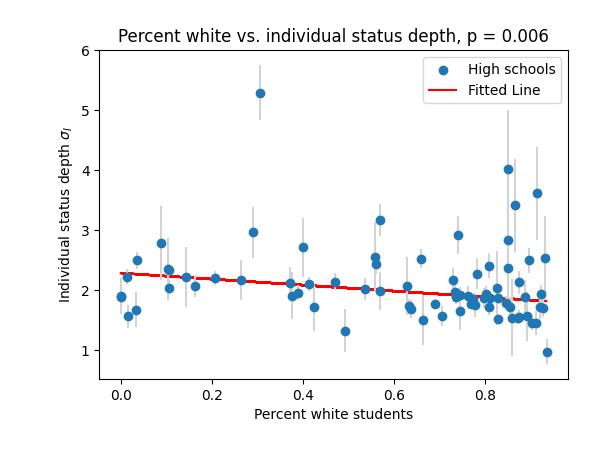 Percent white vs. individual status depth, p = 0.006
High schools
Fitted Line
6
5
4
3
2
1
Individual status depth σ_l
0.0 0.2 0.4 0.6 0.8
Percent white students